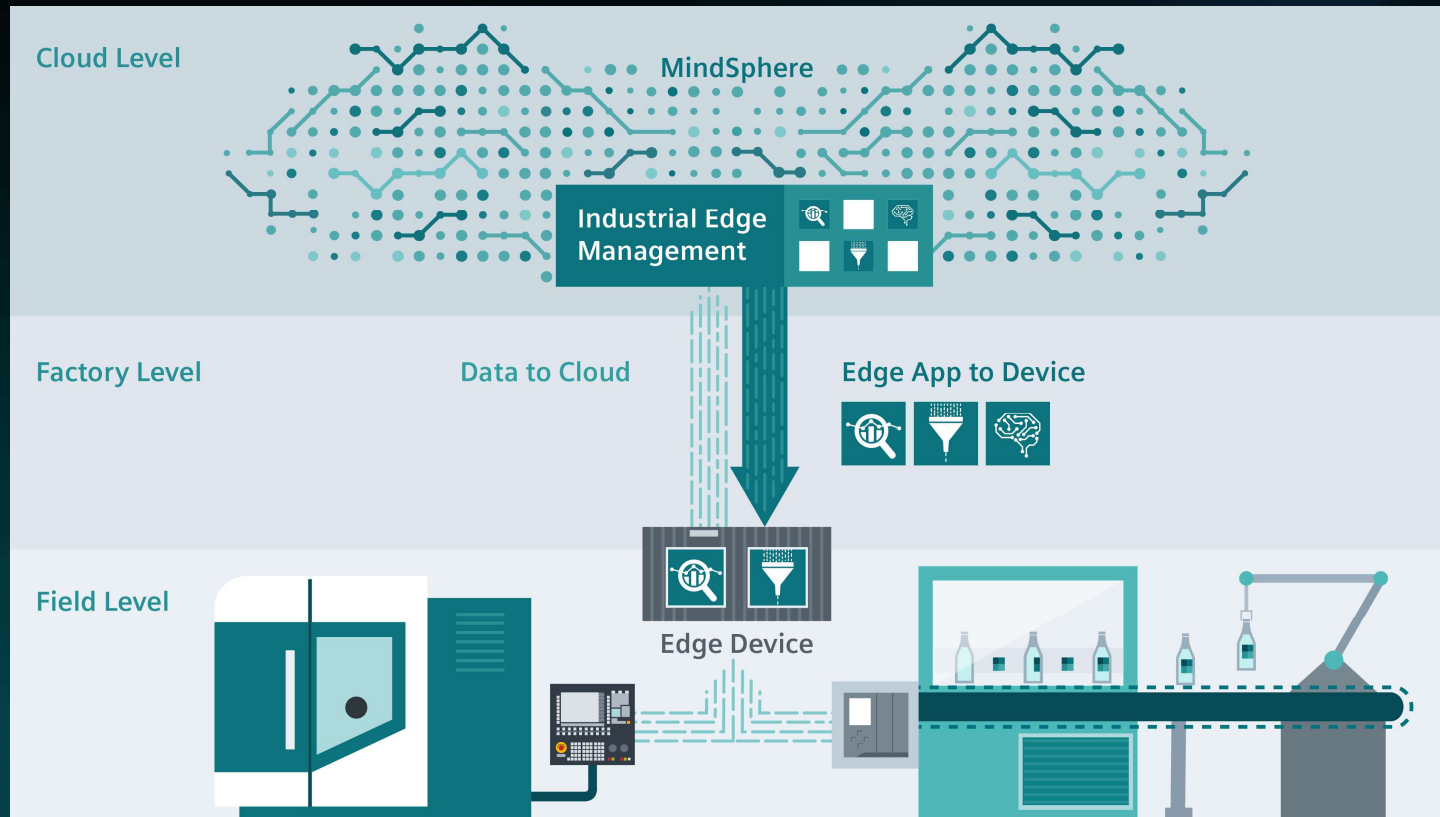 Cloud Level
MindSphere
Industrial Edge
Management
Factory Level
Data to Cloud
Edge App to Device
Field Level
Edge Device